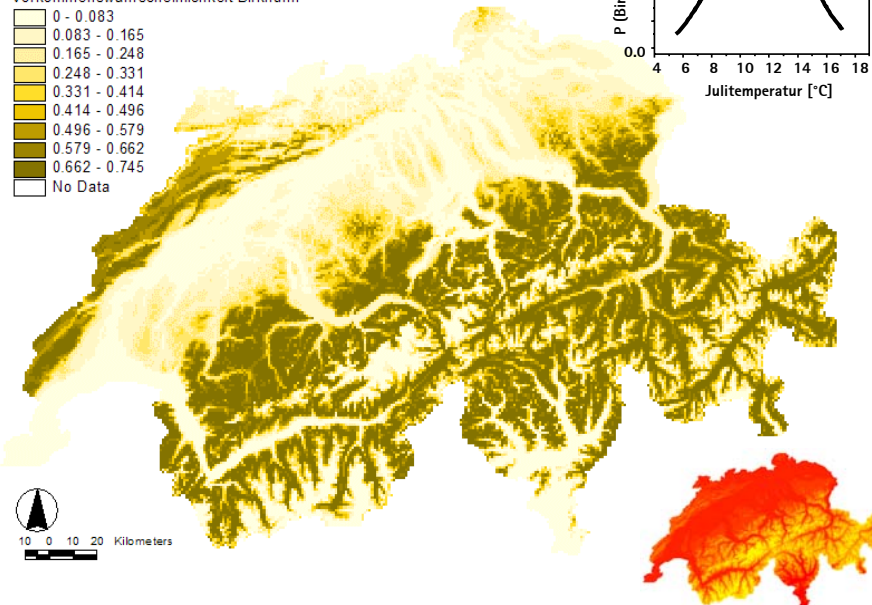 0 - 0.083
0.083 - 0.165
0.165 - 0.248
0.248 - 0.331
0.331 - 0.414
0.414 - 0.496
0.496 - 0.579
0.579 - 0.662
0.662 - 0.745
No Data
P (Bir
0.0
4 6 8 10 12 14 16 18
Julitemperatur [°C]
10 0 10 20 Kilometers